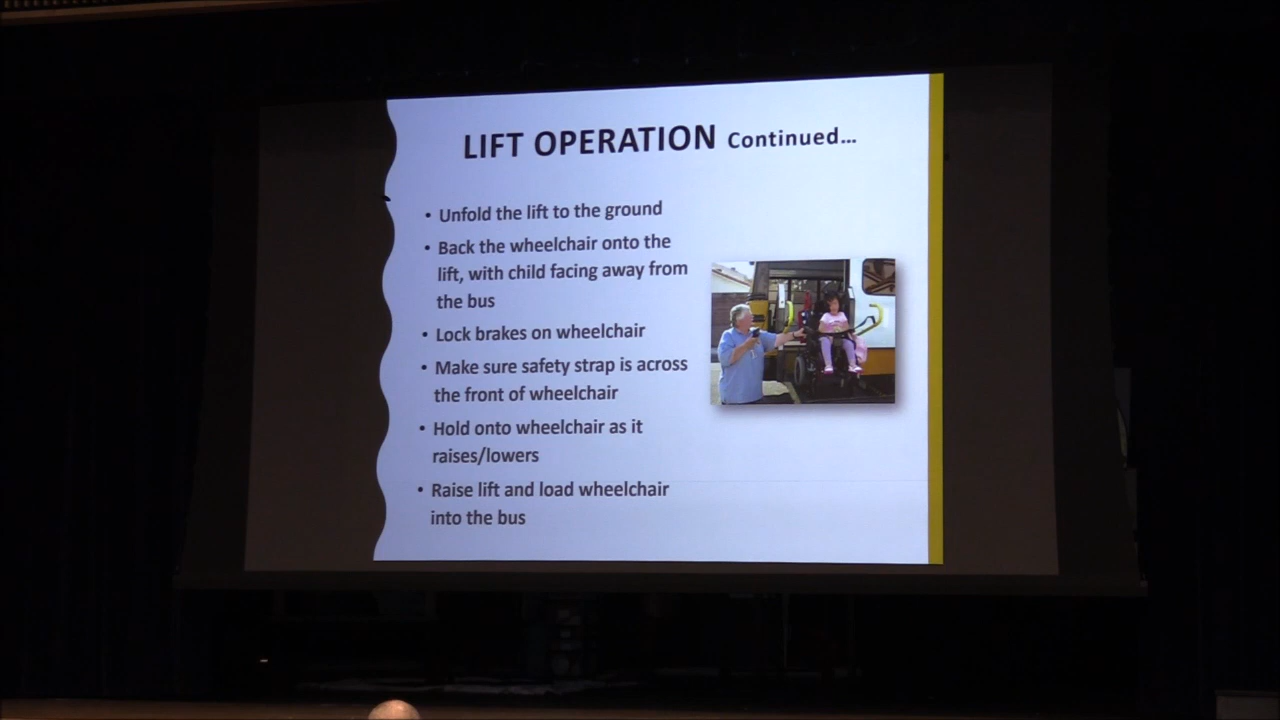 LIFT OPERATION Continued...
• Unfold the lift to the ground
• Back the wheelchair onto the
lift, with child facing away from
the bus
• Lock brakes on wheelchair
• Make sure safety strap is across
the front of wheelchair
• Hold onto wheelchair as it
raises/lowers
• Raise lift and load wheelchair
into the bus